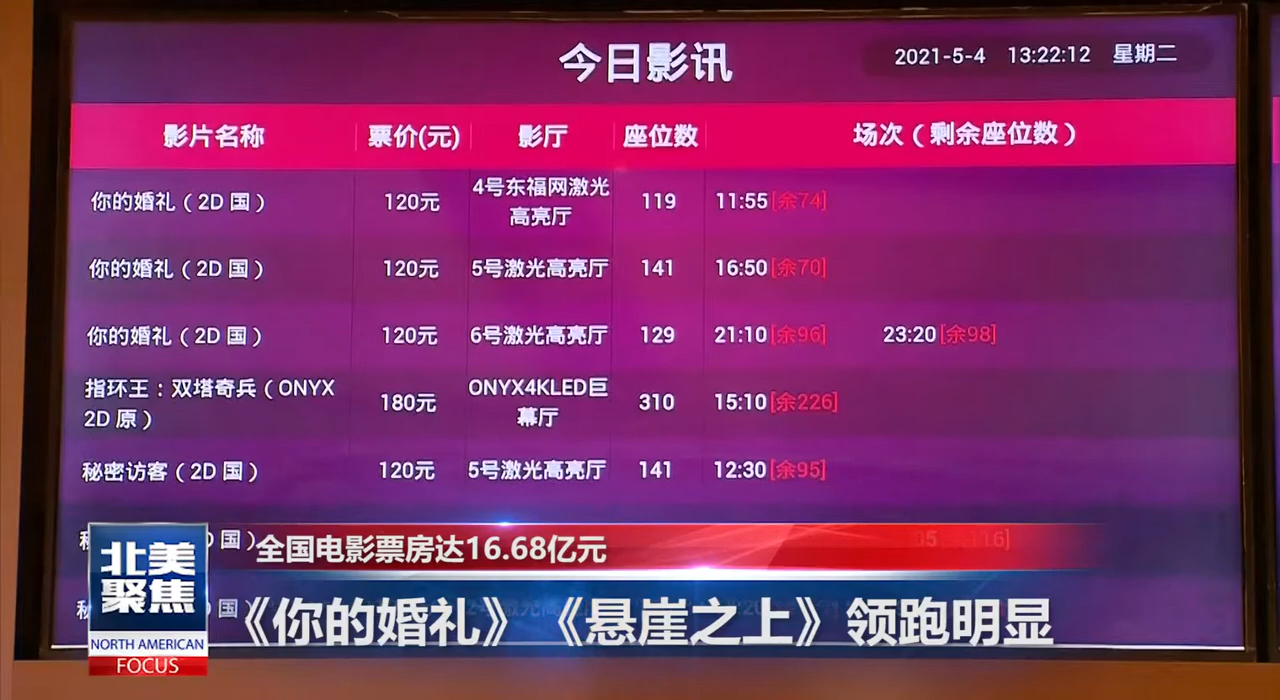 今日影讯
2021-5-4 13:22:12 星期二
影片名称 票价(元) 影厅 座位数 场次（剩余座位数）
你的婚礼（2D 国） 120元 4号东福网激光高亮厅 119 11:55[余74]
你的婚礼（2D 国） 120元 5号激光高亮厅 141 16:50[余70]
你的婚礼（2D 国） 120元 6号激光高亮厅 129 21:10[余96] 23:20[余98]
指环王：双塔奇兵（ONYX 2D 原） 180元 ONYX4KLED巨幕厅 310 15:10[余226]
秘密访客（2D 国） 120元 5号激光高亮厅 141 12:30[余95]
国）
国
全国电影票房达16.68亿元
《你的婚礼》《悬崖之上》领跑明显
北美
聚焦
NORTH AMERICAN
FOCUS